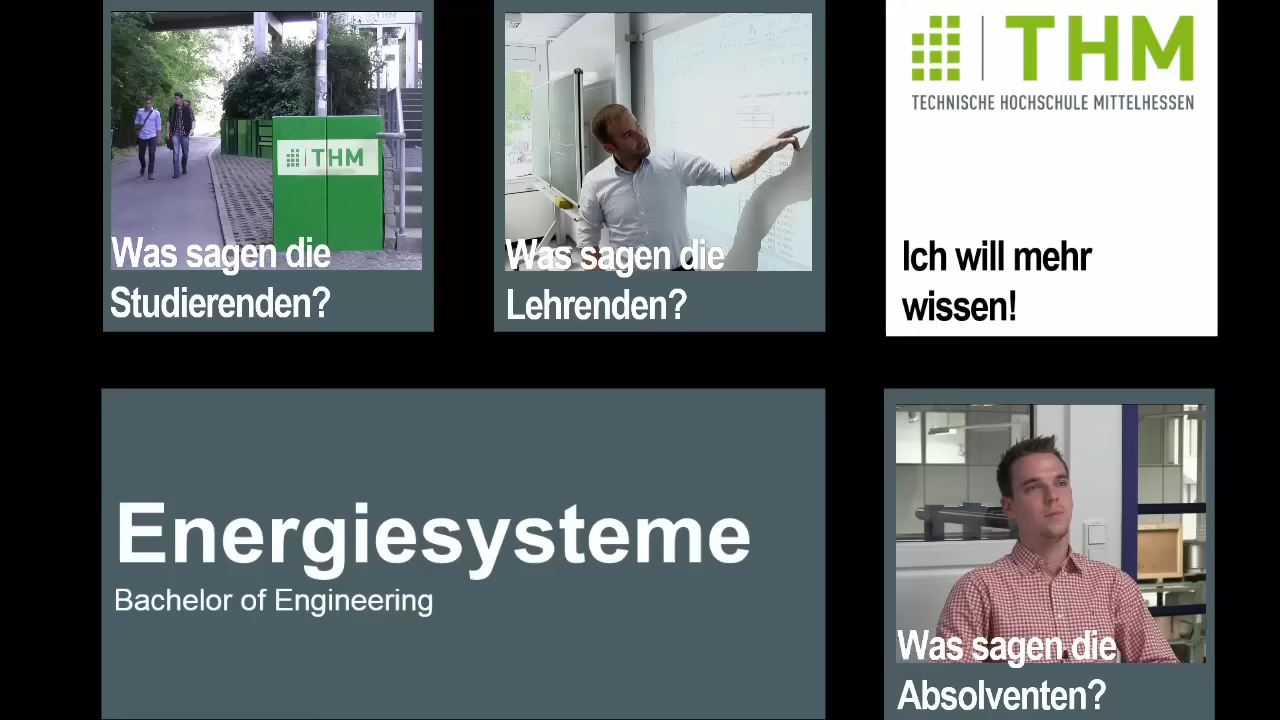 THM
Was sagen die
Studierenden?
Was sagen die
Lehrenden?
THM
TECHNISCHE HOCHSCHULE MITTELHESSEN
Ich will mehr
wissen!
Energiesysteme
Bachelor of Engineering
Was sagen die
Absolventen?